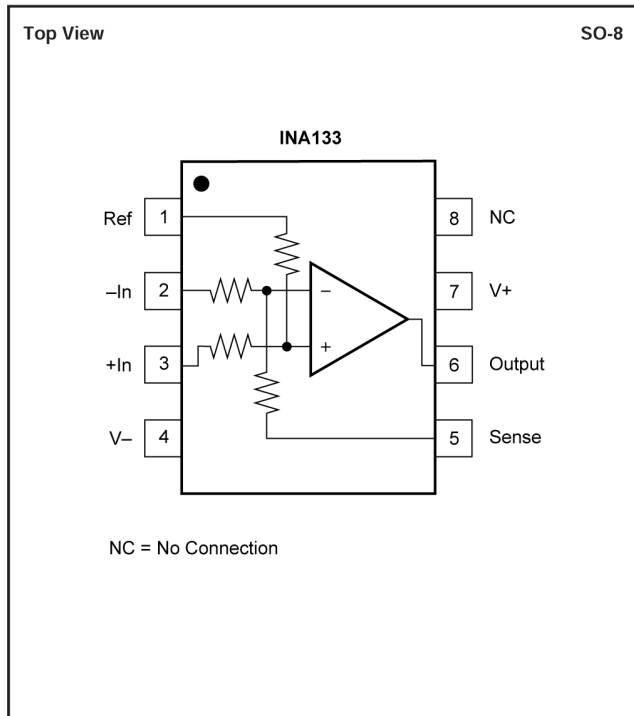 Top View SO-8
INA133
Ref 1 8 NC
–In 2 – 7 V+
+In 3 + 6 Output
V– 4 5 Sense
NC = No Connection